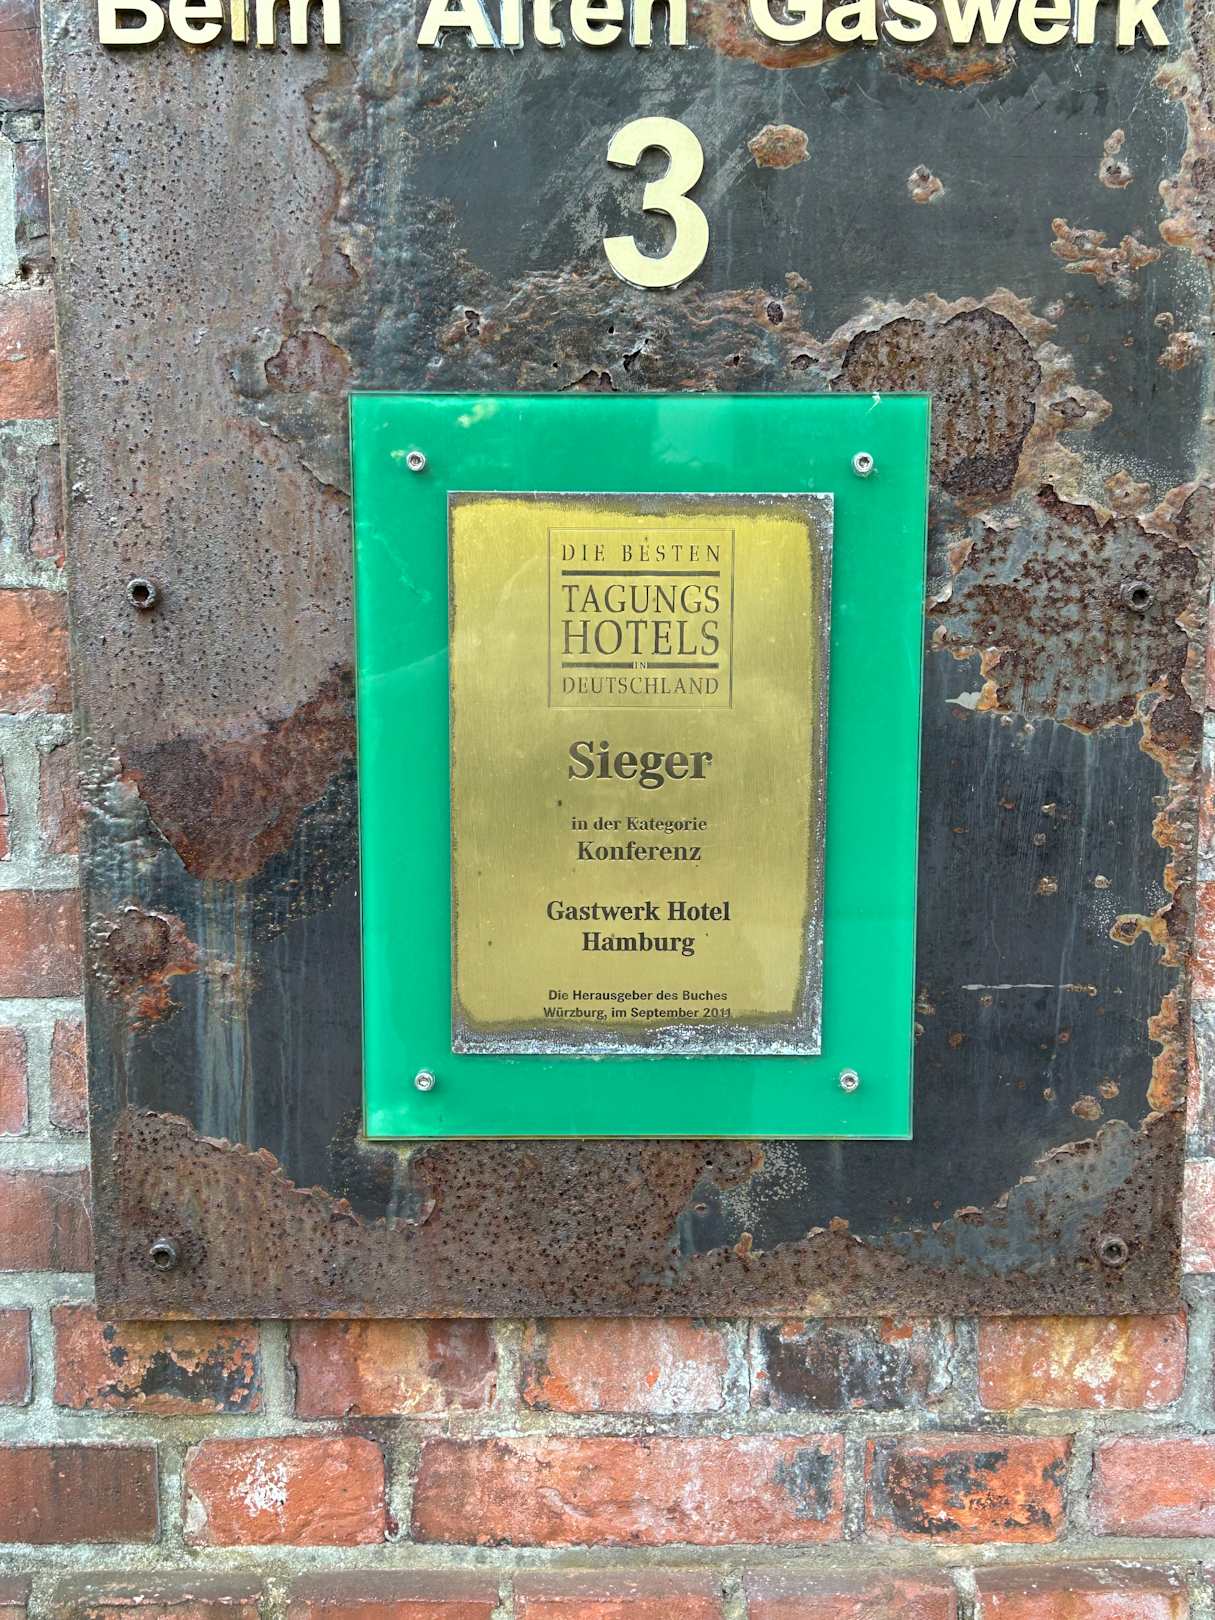 Beim Alten Gaswerk
3
DIE BESTEN
TAGUNGS
HOTELS
IN
DEUTSCHLAND
Sieger
in der Kategorie
Konferenz
Gastwerk Hotel
Hamburg
Die Herausgeber des Buches
Würzburg, im September 2011